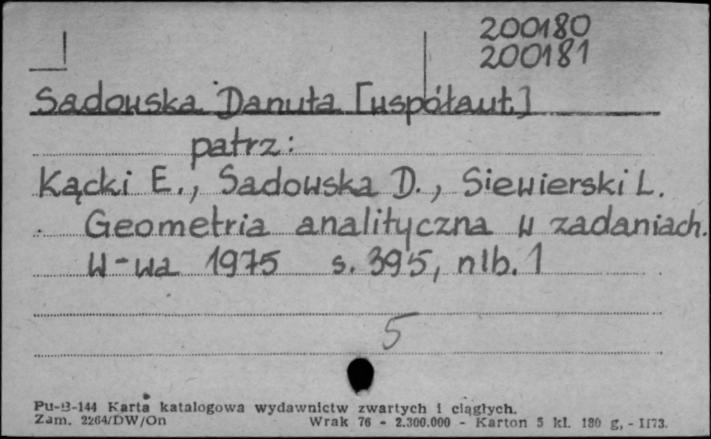 200180
200181
Sadowska Danuta [współaut.]
patrz:
Kącki E., Sadowska D., Siewierski L.
Geometria analityczna w zadaniach.
W-wa 1975 s. 395, nlb. 1
5
Pu-B-144 Karta katalogowa wydawnictw zwartych i ciągłych.
Zam. 2264/DW/On Wrak 76 - 2.300.000 - Karton 5 kl. 180 g, - II73.